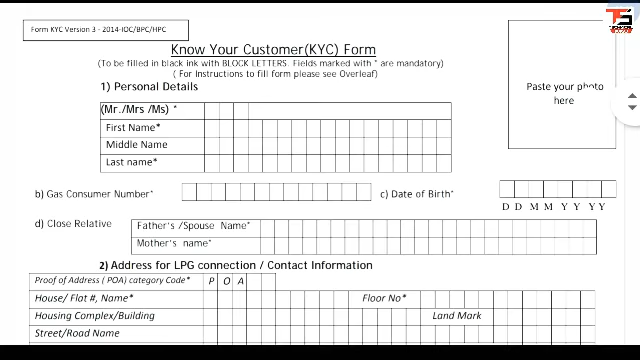 Form KYC Version 3 - 2014-IOC/BPC/HPC
Know Your Customer(KYC) Form
(To be filled in black ink with BLOCK LETTERS. Fields marked with * are mandatory)
( For Instructions to fill form please see Overleaf)
Paste your photo
here
1) Personal Details
(Mr./Mrs /Ms) *
First Name*
Middle Name
Last name*
b) Gas Consumer Number* c) Date of Birth*
D D M M Y Y Y Y
d) Close Relative Father's /Spouse Name*
Mother's name*
2) Address for LPG connection / Contact Information
Proof of Address ( POA) category Code* P O A
House/ Flat #, Name* Floor No*
Housing Complex/Building Land Mark
Street/Road Name